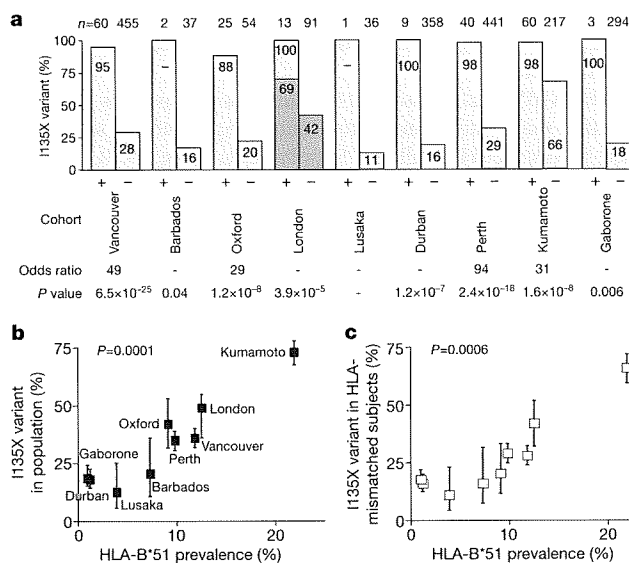 a
n=60 455 2 37 25 54 13 91 1 36 9 358 40 441 60 217 3 294
I135X variant (%)
100
75
50
25
0
95 28 – 16 88 20 100 69 42 – 11 100 16 98 29 98 66 100 18
+ – + – + – + – + – + – + – + – + –
Cohort Vancouver Barbados Oxford London Lusaka Durban Perth Kumamoto Gaborone
Odds ratio 49 - 29 - - - 94 31 -
P value 6.5×10⁻²⁵ 0.04 1.2×10⁻⁸ 3.9×10⁻⁵ - 1.2×10⁻⁷ 2.4×10⁻¹⁸ 1.6×10⁻⁸ 0.006
b
P=0.0001
I135X variant
in population (%)
75
50
25
0
Kumamoto
London
Oxford
Vancouver
Perth
Gaborone
Barbados
Durban
Lusaka
0 10 20
HLA-B*51 prevalence (%)
c
P=0.0006
I135X variant in HLA-
mismatched subjects (%)
75
50
25
0
0 10 20
HLA-B*51 prevalence (%)